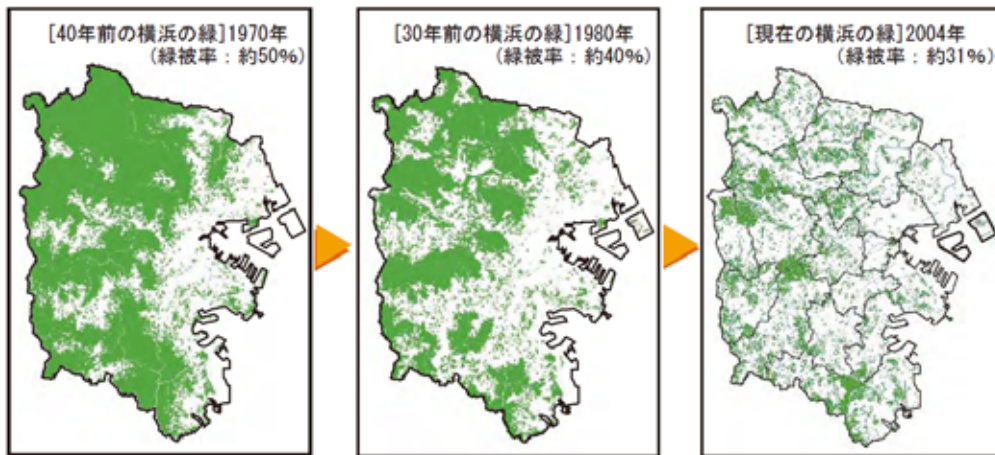 [40年前の横浜の緑]1970年
(緑被率：約50%)
[30年前の横浜の緑]1980年
(緑被率：約40%)
[現在の横浜の緑]2004年
(緑被率：約31%)